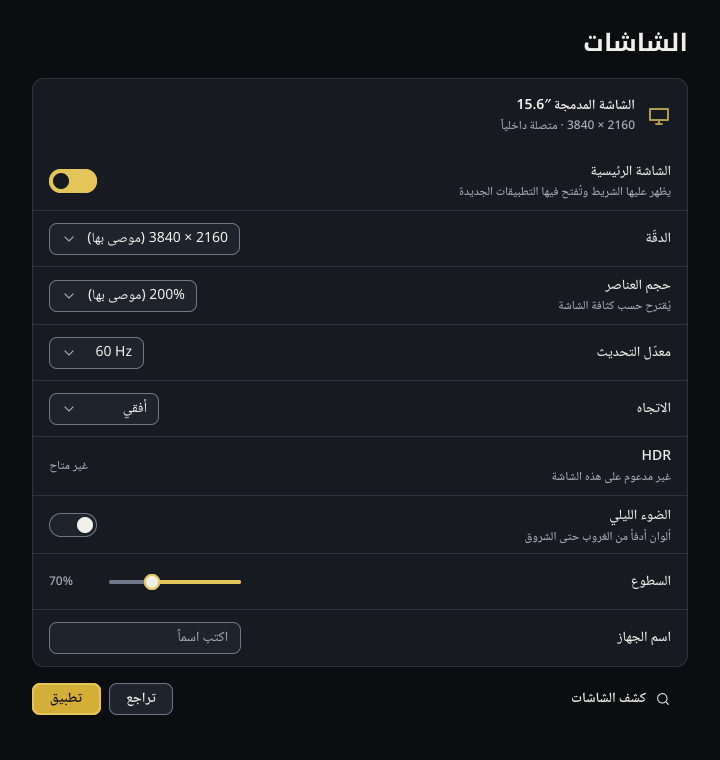 الشاشات
الشاشة المدمجة 15.6″
3840 × 2160 · متصلة داخلياً
الشاشة الرئيسية
يظهر عليها الشريط وتُفتح فيها التطبيقات الجديدة
الدقّة
3840 × 2160 (موصى بها)
حجم العناصر
يُقترح حسب كثافة الشاشة
200% (موصى بها)
معدّل التحديث
60 Hz
الاتجاه
أفقي
HDR
غير مدعوم على هذه الشاشة
غير متاح
الضوء الليلي
ألوان أدفأ من الغروب حتى الشروق
السطوع
70%
اسم الجهاز
اكتب اسماً
كشف الشاشات
تراجع
تطبيق